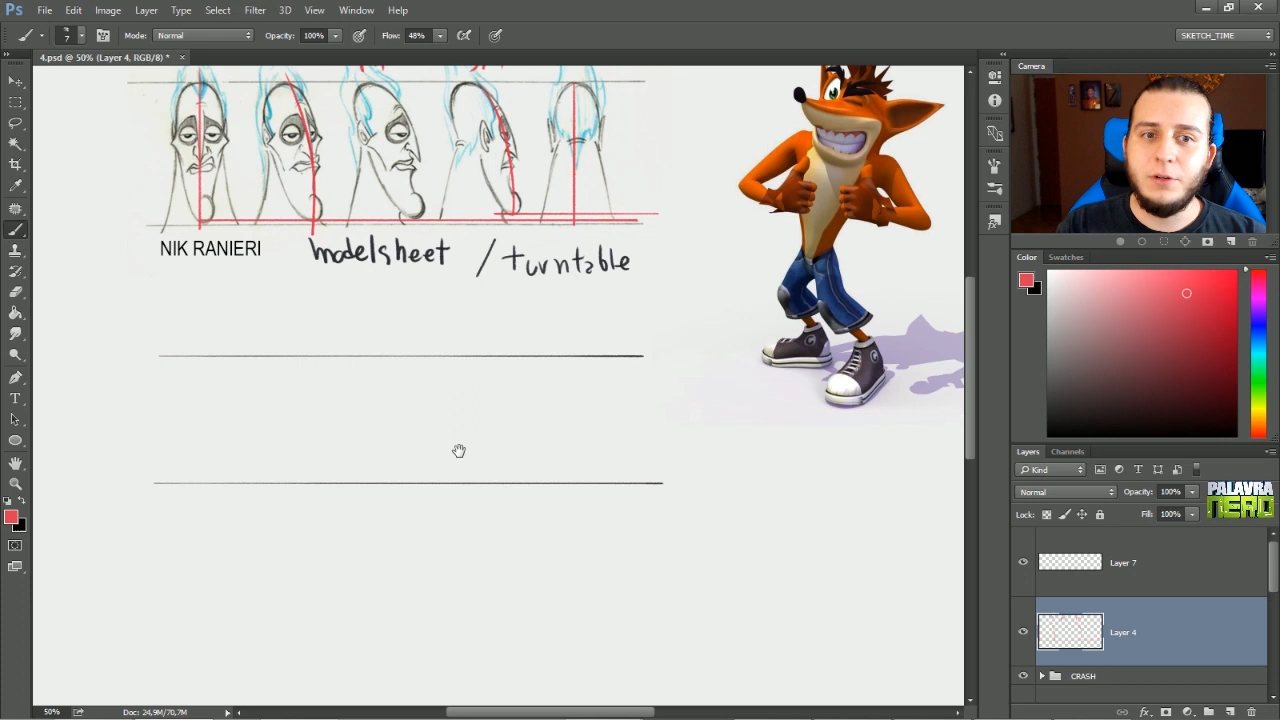 Ps File Edit Image Layer Type Select Filter 3D View Window Help
7 Mode: Normal Opacity: 100% Flow: 48% SKETCH_TIME
4.psd @ 50% (Layer 4, RGB/8) * ×
Camera
NIK RANIERI modelsheet / turntable
Color Swatches
Layers Channels
Kind
Normal Opacity: 100%
PALAVRA NERD
Lock: Fill: 100%
Layer 7
Layer 4
CRASH
50% Doc: 24,9M/70,7M